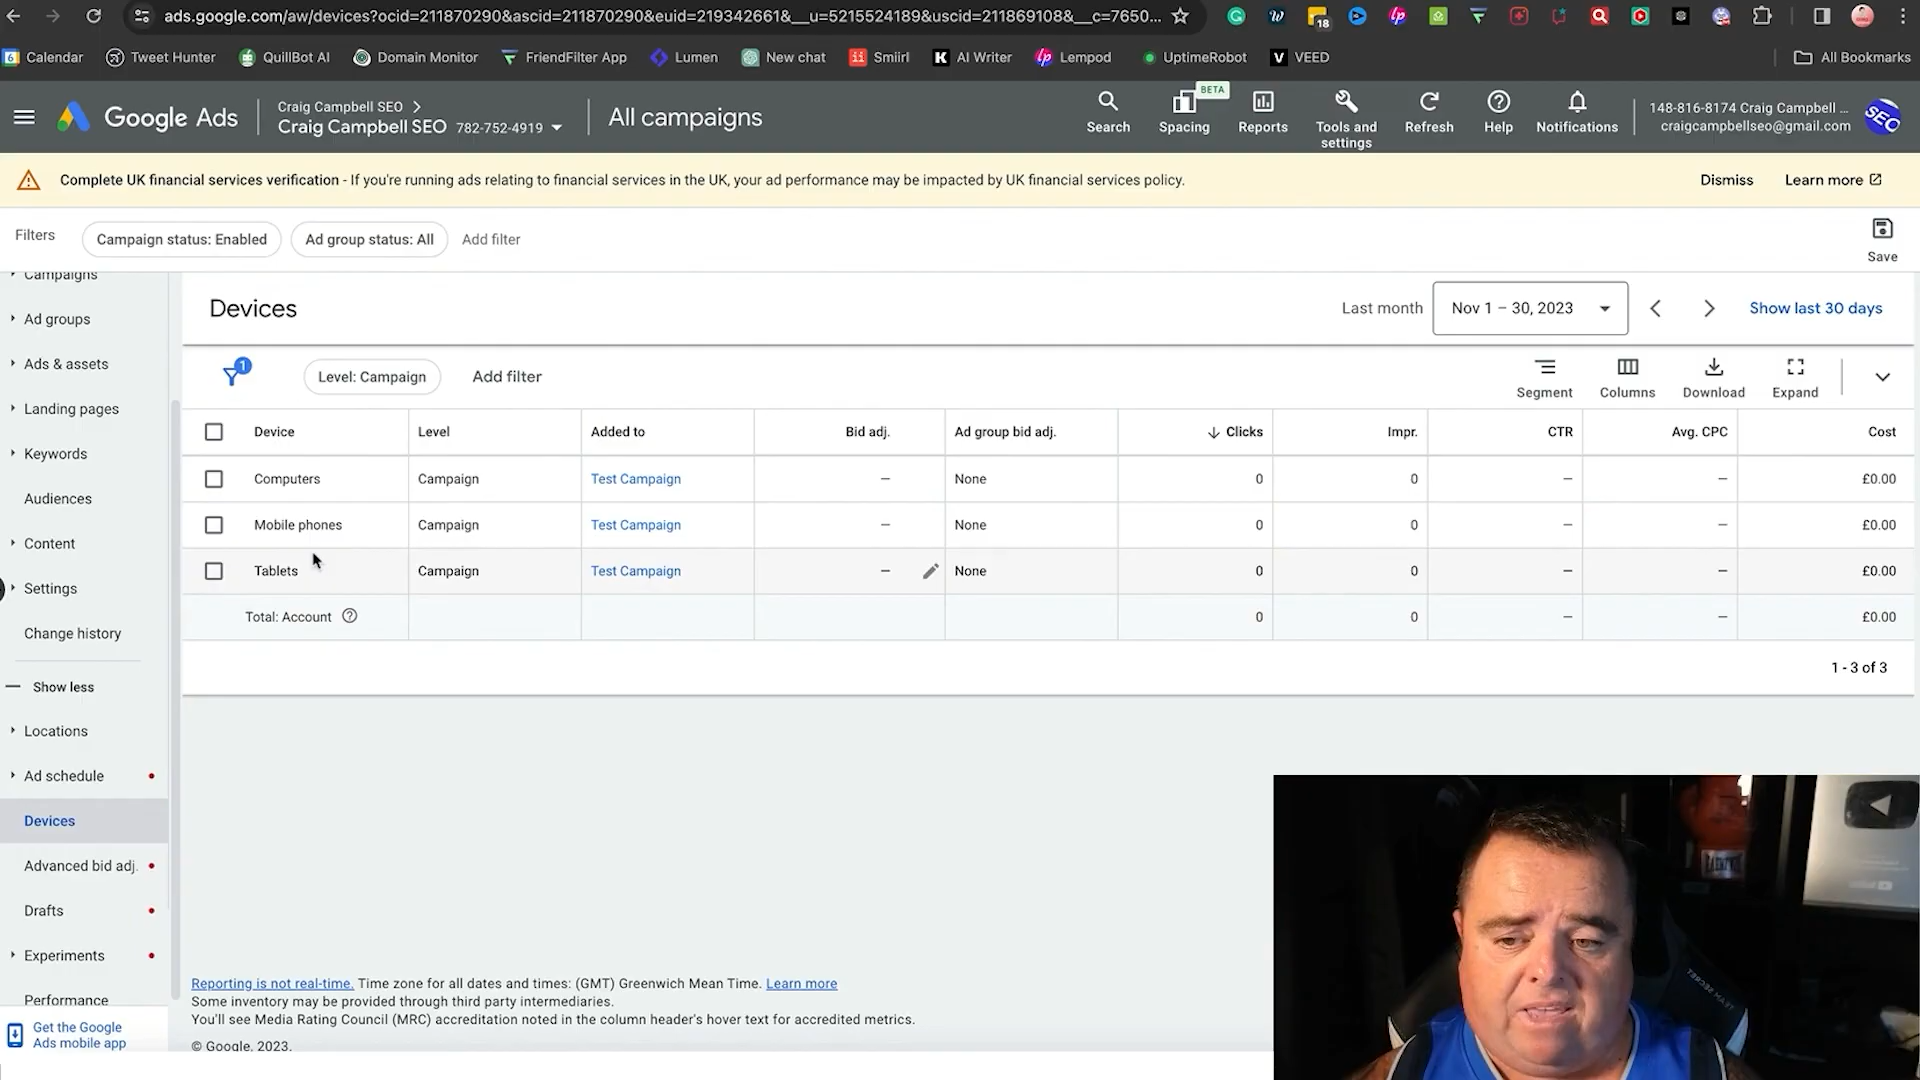 ads.google.com/aw/devices?ocid=211870290&ascid=211870290&euid=219342661&__u=5215524189&uscid=211869108&__c=7650...
18
Calendar
Tweet Hunter
QuillBot AI
Domain Monitor
FriendFilter App
Lumen
New chat
Smiirl
AI Writer
Lempod
UptimeRobot
VEED
All Bookmarks
Google Ads
Craig Campbell SEO
Craig Campbell SEO 782-752-4919
All campaigns
Search
BETA
Spacing
Reports
Tools and
settings
Refresh
Help
Notifications
148-816-8174 Craig Campbell ...
craigcampbellseo@gmail.com
SEO
Complete UK financial services verification - If you're running ads relating to financial services in the UK, your ad performance may be impacted by UK financial services policy.
Dismiss
Learn more
Filters
Campaign status: Enabled
Ad group status: All
Add filter
Save
Campaigns
Ad groups
Ads & assets
Landing pages
Keywords
Audiences
Content
Settings
Change history
Show less
Locations
Ad schedule
Devices
Advanced bid adj.
Drafts
Experiments
Performance
Get the Google
Ads mobile app
Devices
Last month
Nov 1 – 30, 2023
Show last 30 days
1
Level: Campaign
Add filter
Segment
Columns
Download
Expand
Device Level Added to Bid adj. Ad group bid adj. Clicks Impr. CTR Avg. CPC Cost
Computers Campaign Test Campaign – None 0 0 – – £0.00
Mobile phones Campaign Test Campaign – None 0 0 – – £0.00
Tablets Campaign Test Campaign – None 0 0 – – £0.00
Total: Account 0 0 – – £0.00
1 - 3 of 3
Reporting is not real-time. Time zone for all dates and times: (GMT) Greenwich Mean Time. Learn more
Some inventory may be provided through third party intermediaries.
You'll see Media Rating Council (MRC) accreditation noted in the column header's hover text for accredited metrics.
© Google, 2023.